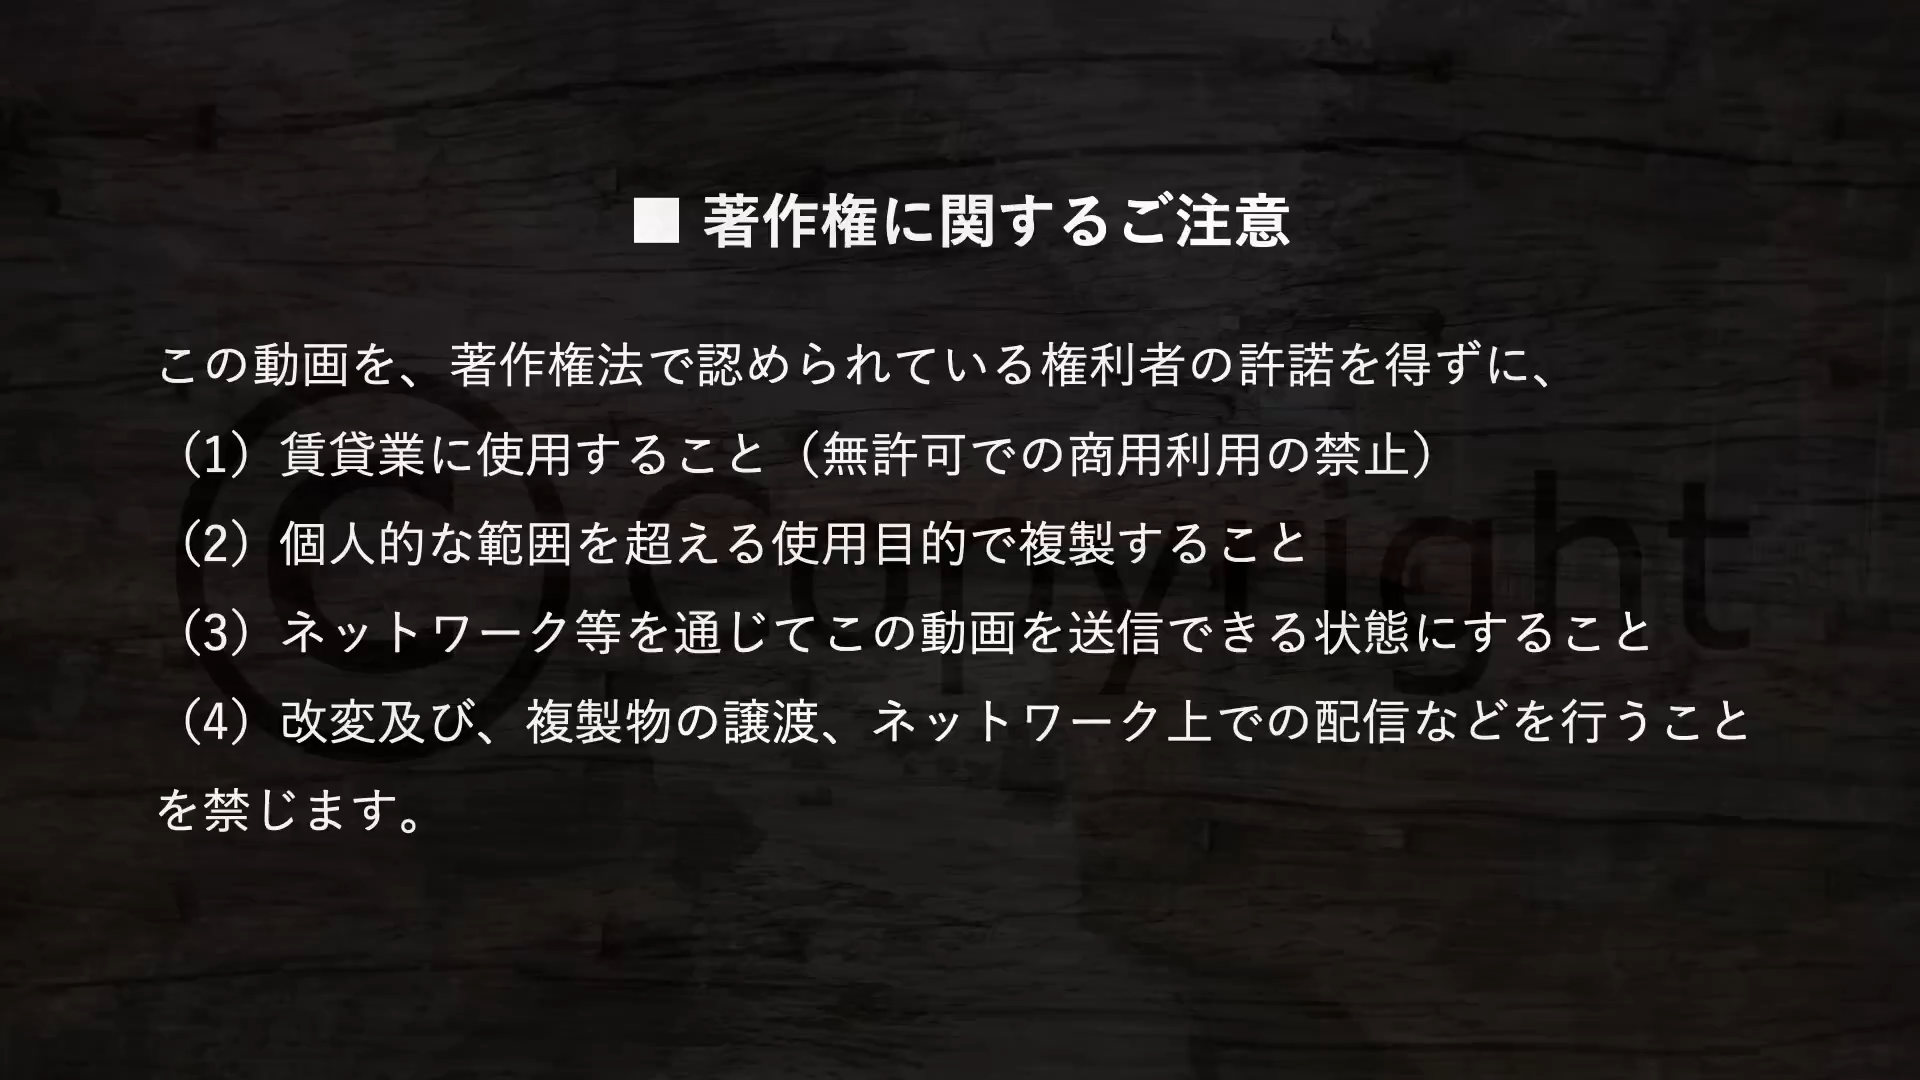 ■ 著作権に関するご注意
この動画を、著作権法で認められている権利者の許諾を得ずに、
（1）賃貸業に使用すること（無許可での商用利用の禁止）
（2）個人的な範囲を超える使用目的で複製すること
（3）ネットワーク等を通じてこの動画を送信できる状態にすること
（4）改変及び、複製物の譲渡、ネットワーク上での配信などを行うこと
を禁じます。
©Copyright